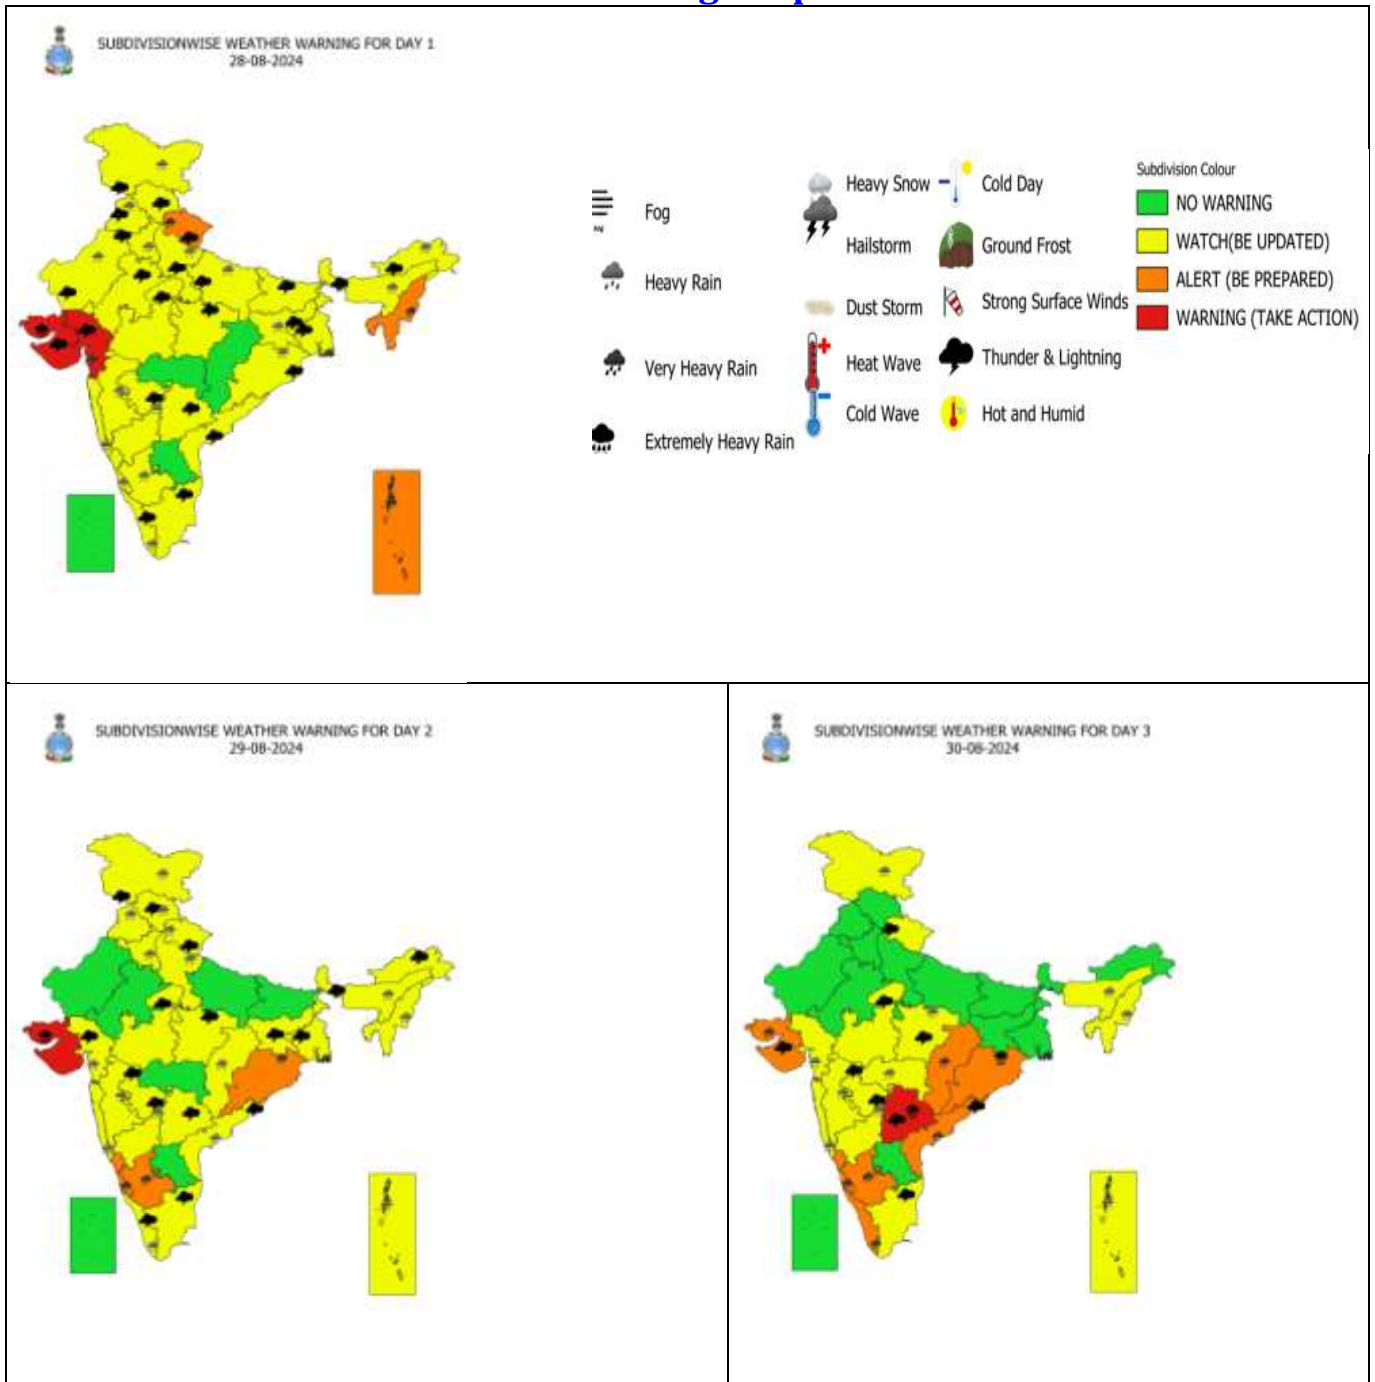 SUBDIVISIONWISE WEATHER WARNING FOR DAY 1
28-08-2024
Fog
Heavy Rain
Very Heavy Rain
Extremely Heavy Rain
Heavy Snow
Hailstorm
Dust Storm
Heat Wave
Cold Wave
Cold Day
Ground Frost
Strong Surface Winds
Thunder & Lightning
Hot and Humid
Subdivision Colour
NO WARNING
WATCH(BE UPDATED)
ALERT (BE PREPARED)
WARNING (TAKE ACTION)
SUBDIVISIONWISE WEATHER WARNING FOR DAY 2
29-08-2024
SUBDIVISIONWISE WEATHER WARNING FOR DAY 3
30-08-2024